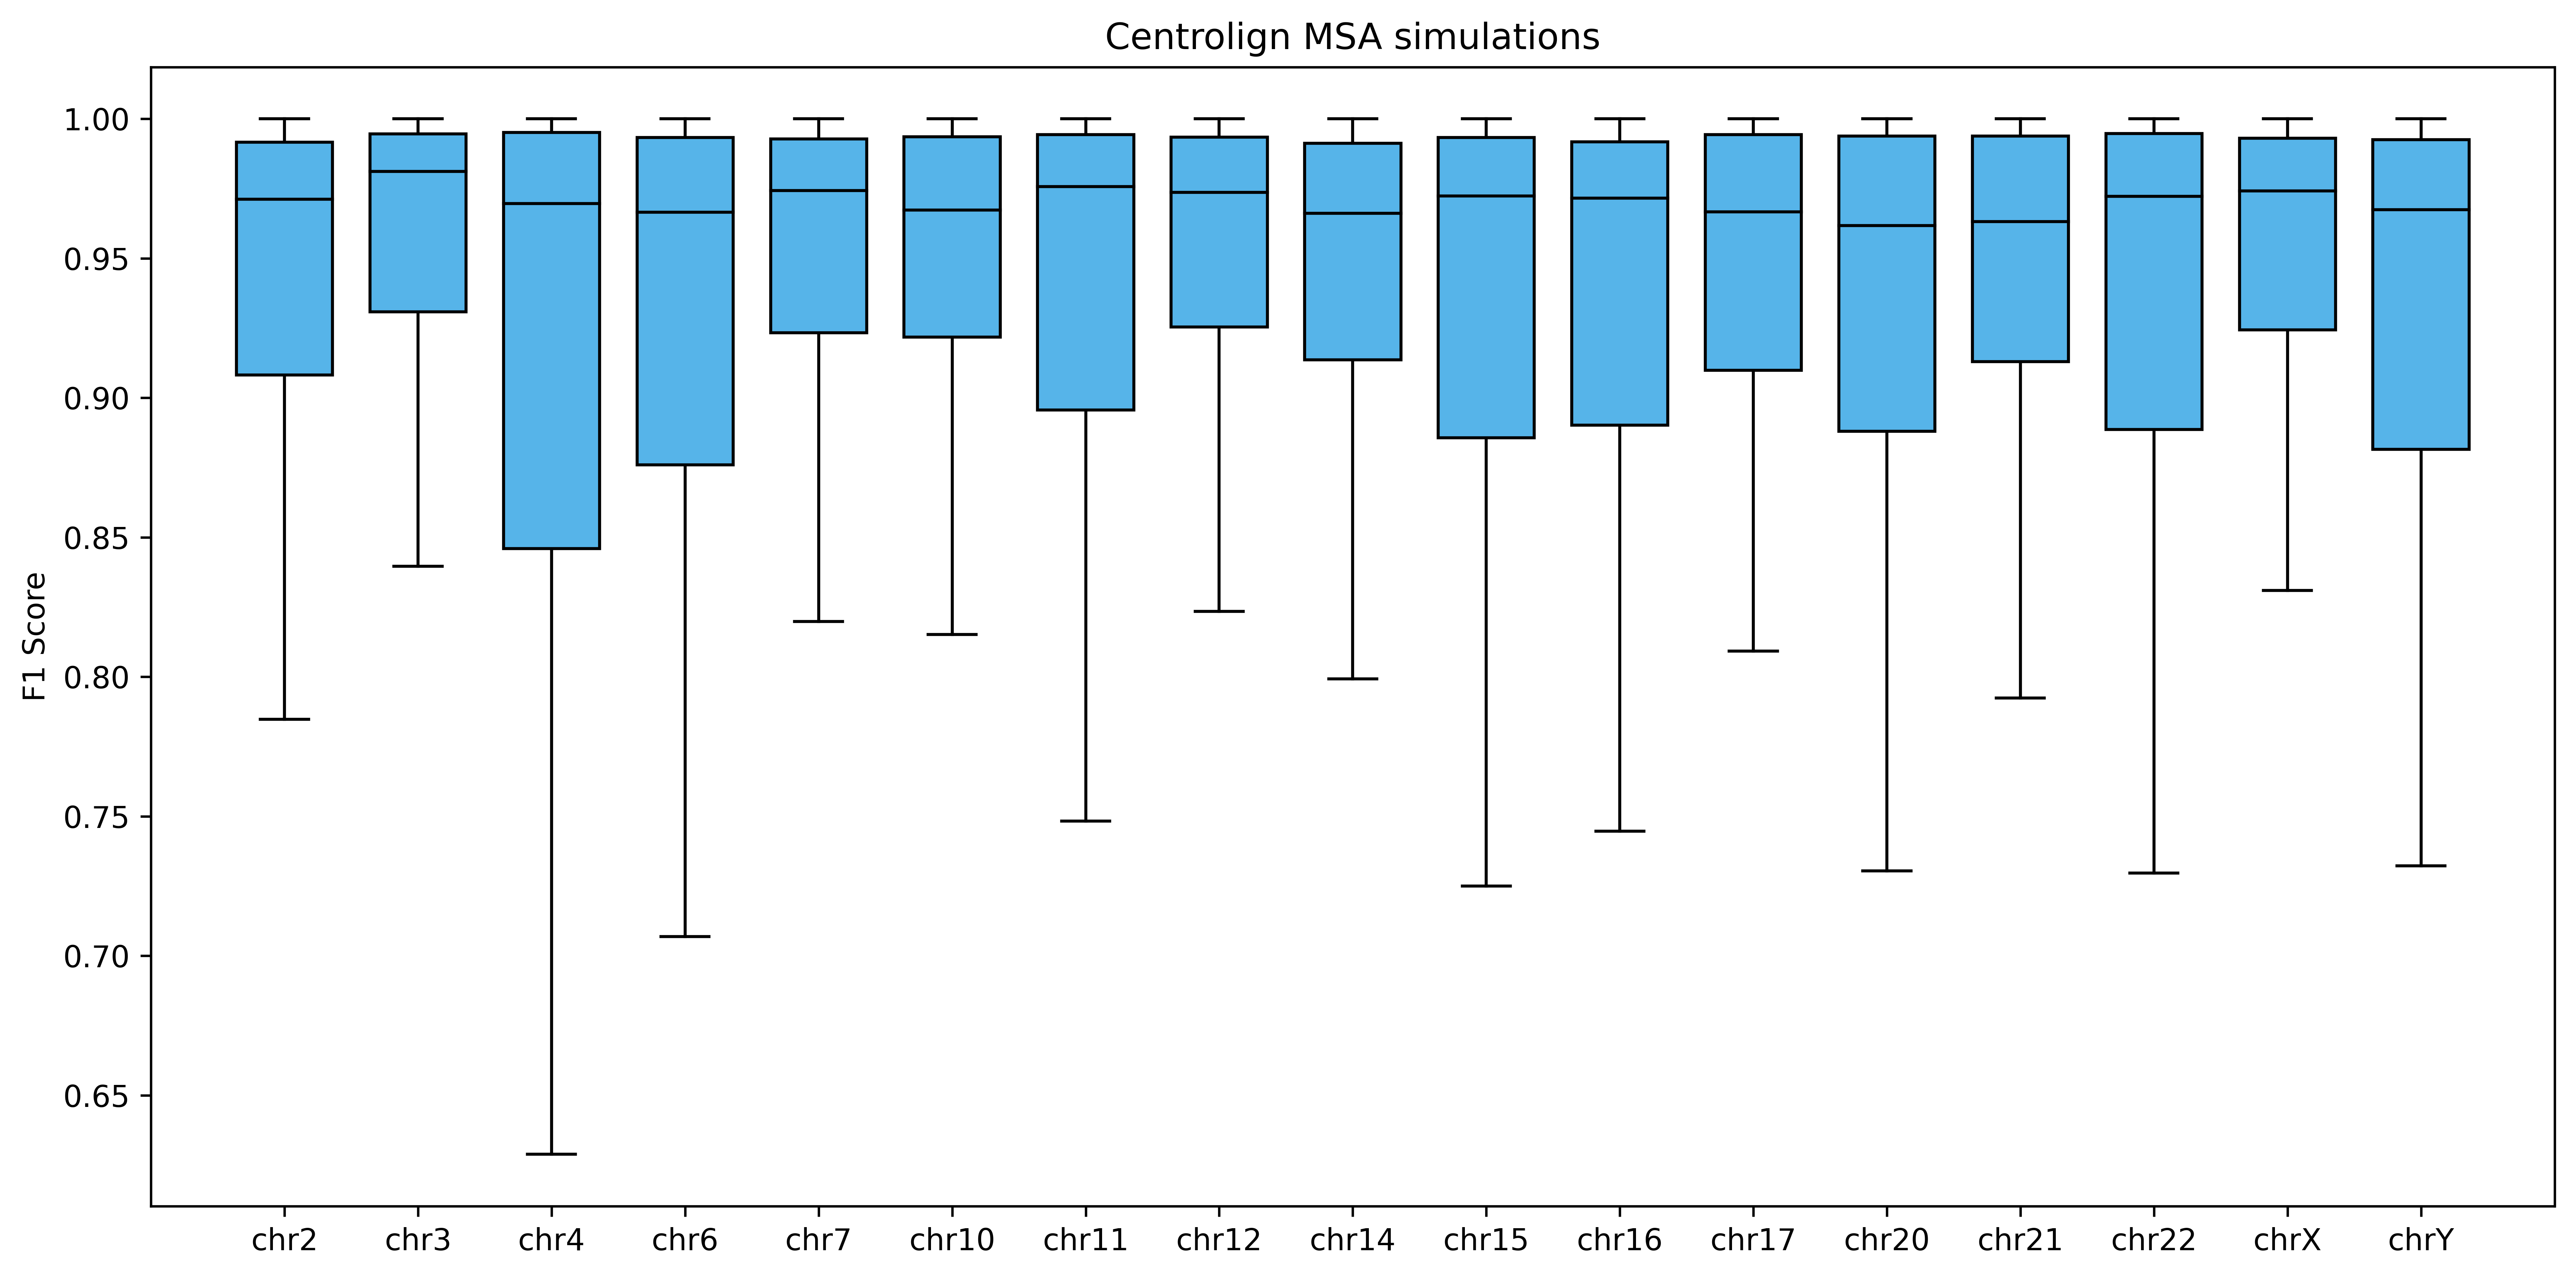 Centrolign MSA simulations
F1 Score
1.00
0.95
0.90
0.85
0.80
0.75
0.70
0.65
chr2 chr3 chr4 chr6 chr7 chr10 chr11 chr12 chr14 chr15 chr16 chr17 chr20 chr21 chr22 chrX chrY